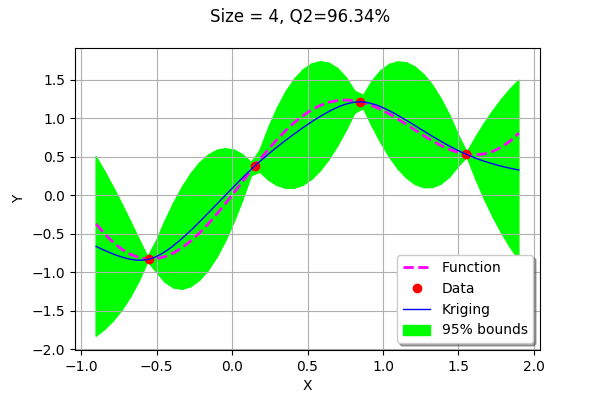 Size = 4, Q2=96.34%
Y
1.5
1.0
0.5
0.0
−0.5
−1.0
−1.5
−2.0
−1.0 −0.5 0.0 0.5 1.0 1.5 2.0
X
Function
Data
Kriging
95% bounds